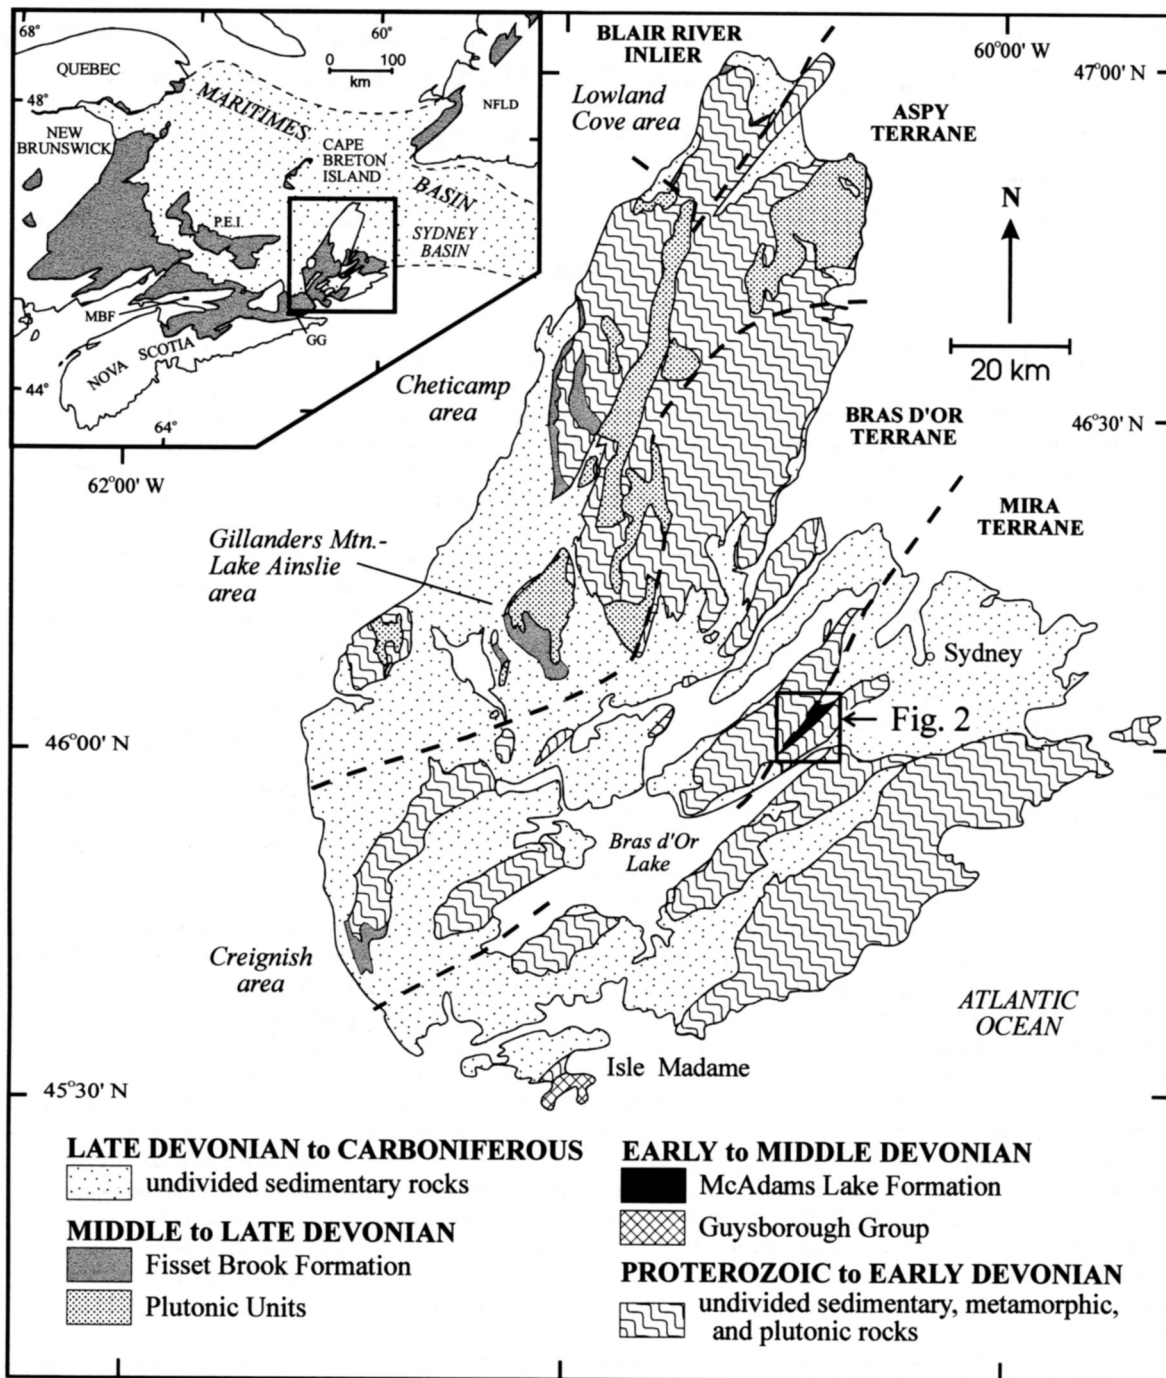 68°
60°
0 100
km
QUEBEC
48°
MARITIMES
NFLD
NEW
BRUNSWICK
CAPE
BRETON
ISLAND
BASIN
P.E.I.
SYDNEY
BASIN
MBF
GG
NOVA SCOTIA
44°
64°
62°00' W
BLAIR RIVER
INLIER
60°00' W
47°00' N
Lowland
Cove area
ASPY
TERRANE
N
20 km
Cheticamp
area
BRAS D'OR
TERRANE
46°30' N
MIRA
TERRANE
Gillanders Mtn.-
Lake Ainslie
area
Sydney
Fig. 2
46°00' N
Bras d'Or
Lake
Creignish
area
ATLANTIC
OCEAN
Isle Madame
45°30' N
LATE DEVONIAN to CARBONIFEROUS
undivided sedimentary rocks
MIDDLE to LATE DEVONIAN
Fisset Brook Formation
Plutonic Units
EARLY to MIDDLE DEVONIAN
McAdams Lake Formation
Guysborough Group
PROTEROZOIC to EARLY DEVONIAN
undivided sedimentary, metamorphic,
and plutonic rocks